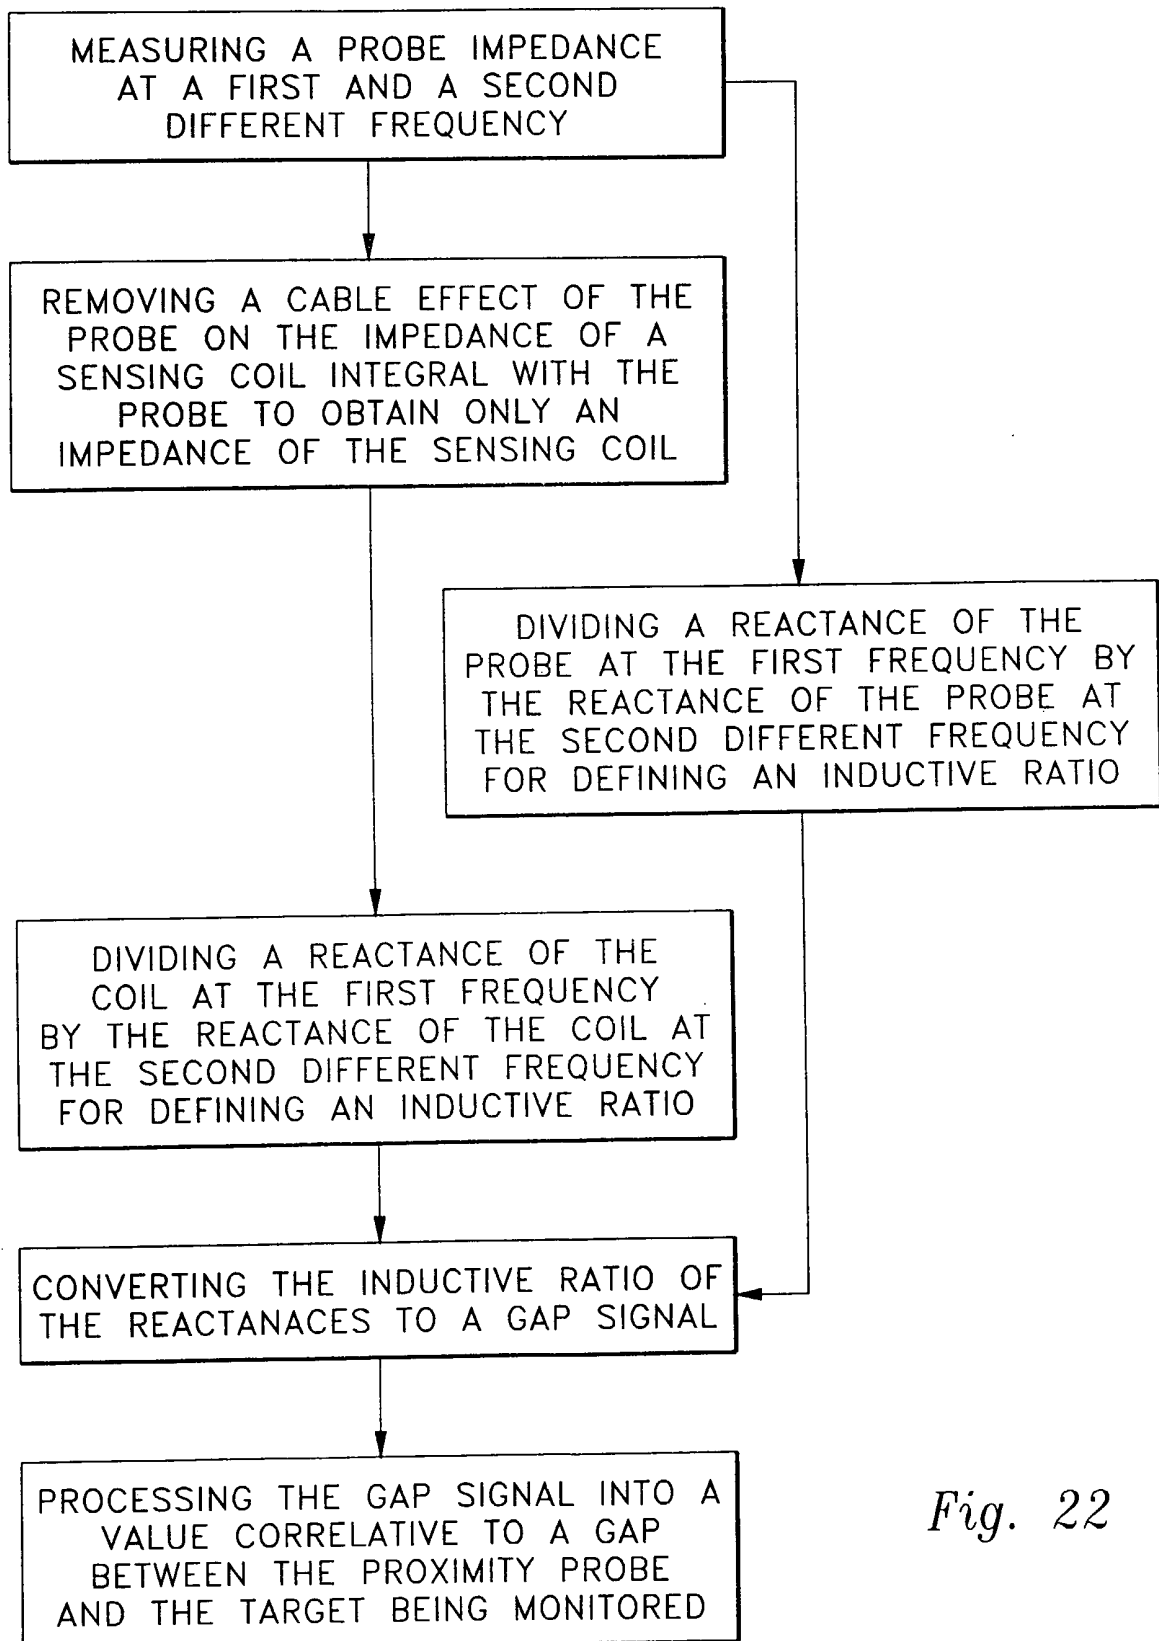 MEASURING A PROBE IMPEDANCE
AT A FIRST AND A SECOND
DIFFERENT FREQUENCY
REMOVING A CABLE EFFECT OF THE
PROBE ON THE IMPEDANCE OF A
SENSING COIL INTEGRAL WITH THE
PROBE TO OBTAIN ONLY AN
IMPEDANCE OF THE SENSING COIL
DIVIDING A REACTANCE OF THE
PROBE AT THE FIRST FREQUENCY BY
THE REACTANCE OF THE PROBE AT
THE SECOND DIFFERENT FREQUENCY
FOR DEFINING AN INDUCTIVE RATIO
DIVIDING A REACTANCE OF THE
COIL AT THE FIRST FREQUENCY
BY THE REACTANCE OF THE COIL AT
THE SECOND DIFFERENT FREQUENCY
FOR DEFINING AN INDUCTIVE RATIO
CONVERTING THE INDUCTIVE RATIO OF
THE REACTANACES TO A GAP SIGNAL
PROCESSING THE GAP SIGNAL INTO A
VALUE CORRELATIVE TO A GAP
BETWEEN THE PROXIMITY PROBE
AND THE TARGET BEING MONITORED
Fig. 22